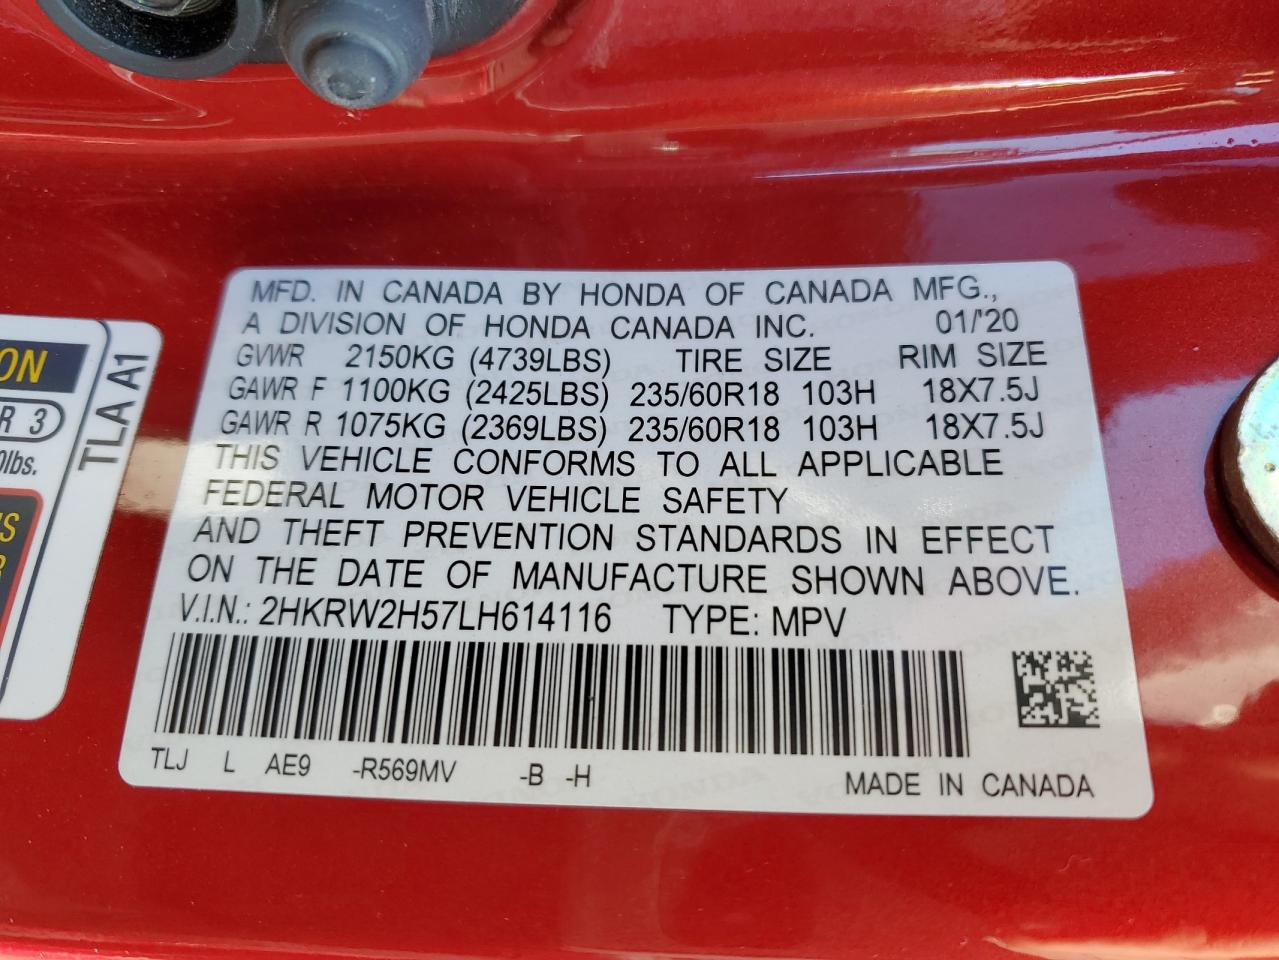 MFD. IN CANADA BY HONDA OF CANADA MFG.,
A DIVISION OF HONDA CANADA INC. 01/'20
GVWR 2150KG (4739LBS) TIRE SIZE RIM SIZE
GAWR F 1100KG (2425LBS) 235/60R18 103H 18X7.5J
GAWR R 1075KG (2369LBS) 235/60R18 103H 18X7.5J
THIS VEHICLE CONFORMS TO ALL APPLICABLE
FEDERAL MOTOR VEHICLE SAFETY
AND THEFT PREVENTION STANDARDS IN EFFECT
ON THE DATE OF MANUFACTURE SHOWN ABOVE.
V.I.N.: 2HKRW2H57LH614116 TYPE: MPV
TLJ L AE9 -R569MV -B -H MADE IN CANADA
ON
R 3
0lbs.
TLA A1